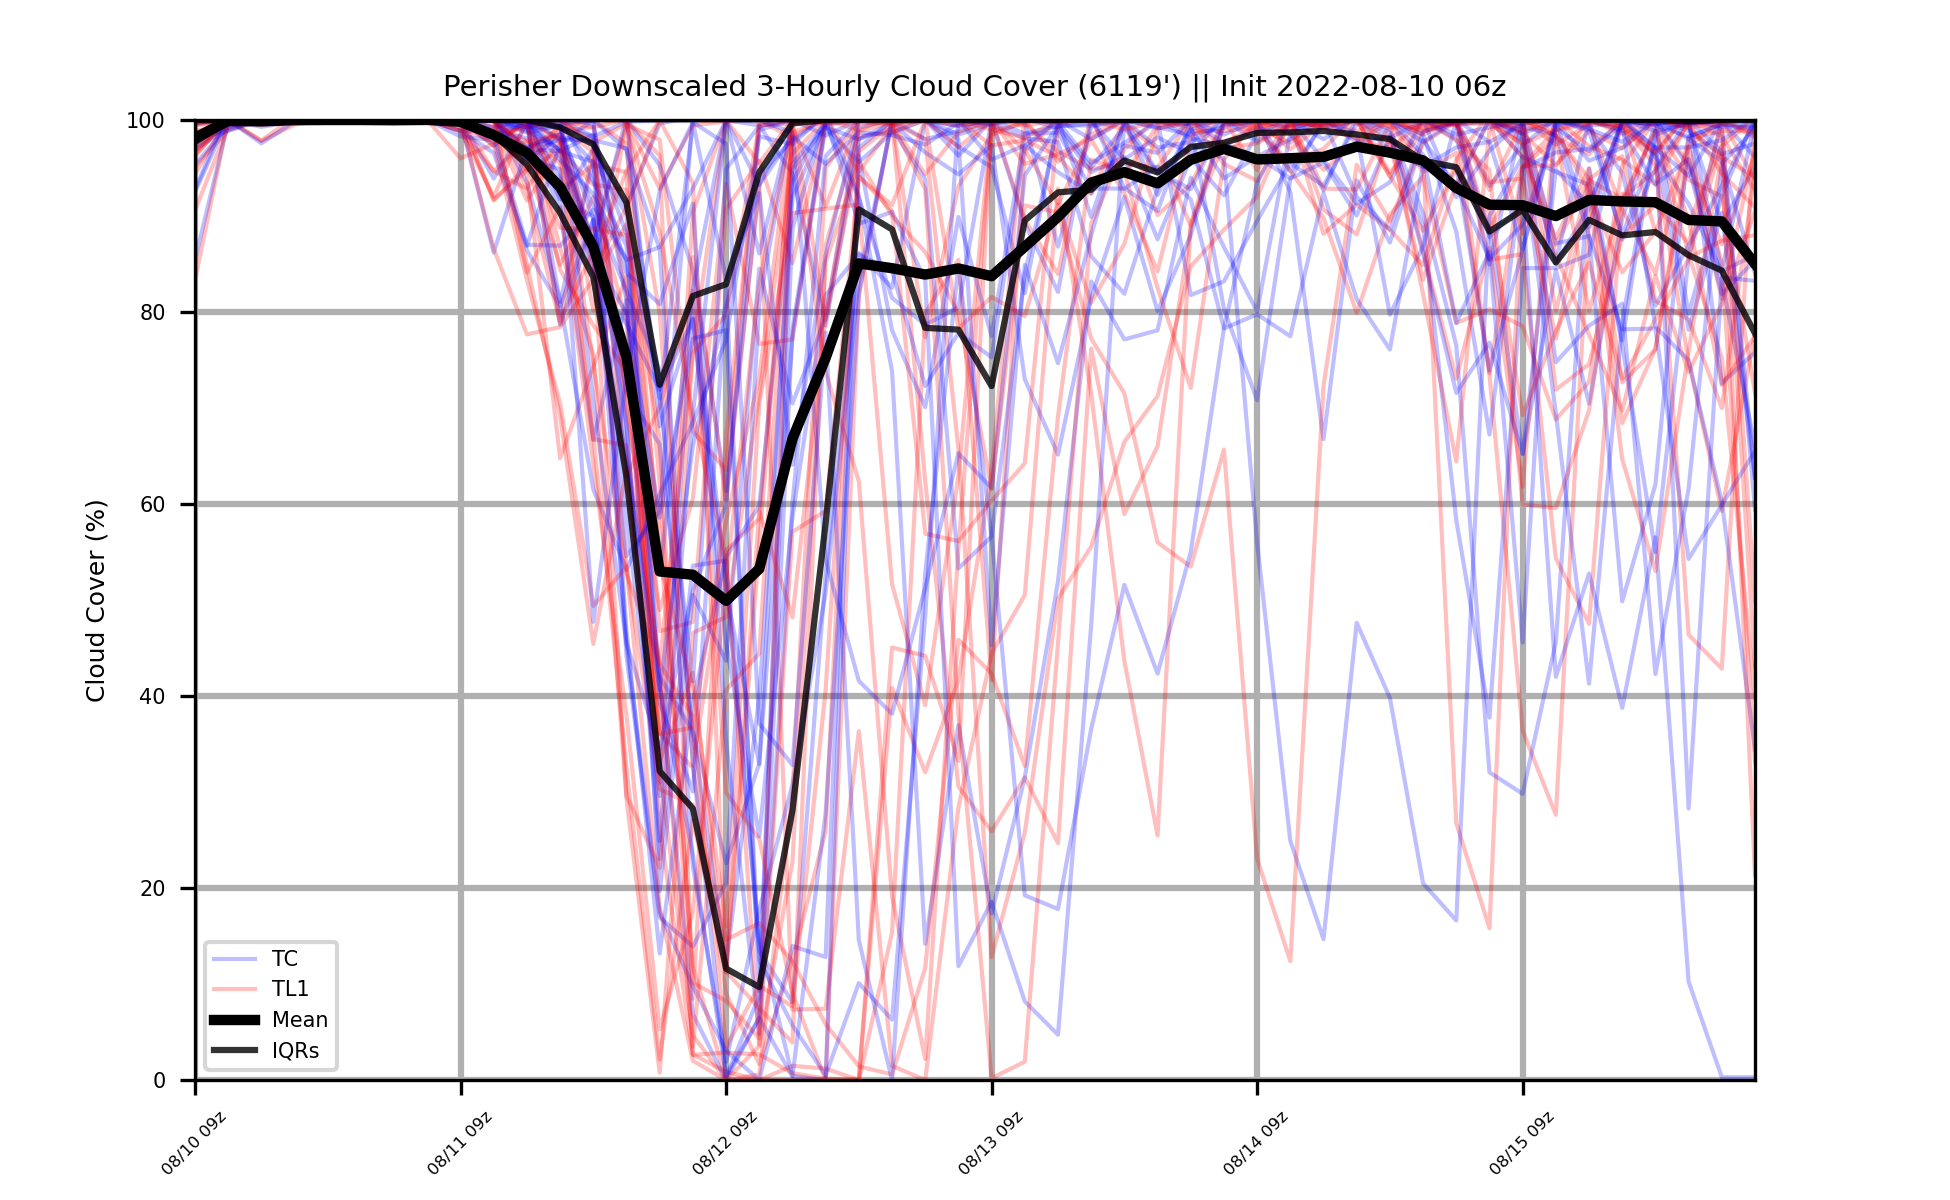 Perisher Downscaled 3-Hourly Cloud Cover (6119') || Init 2022-08-10 06z
Cloud Cover (%)
100
80
60
40
20
0
TC
TL1
Mean
IQRs
08/10 09z
08/11 09z
08/12 09z
08/13 09z
08/14 09z
08/15 09z